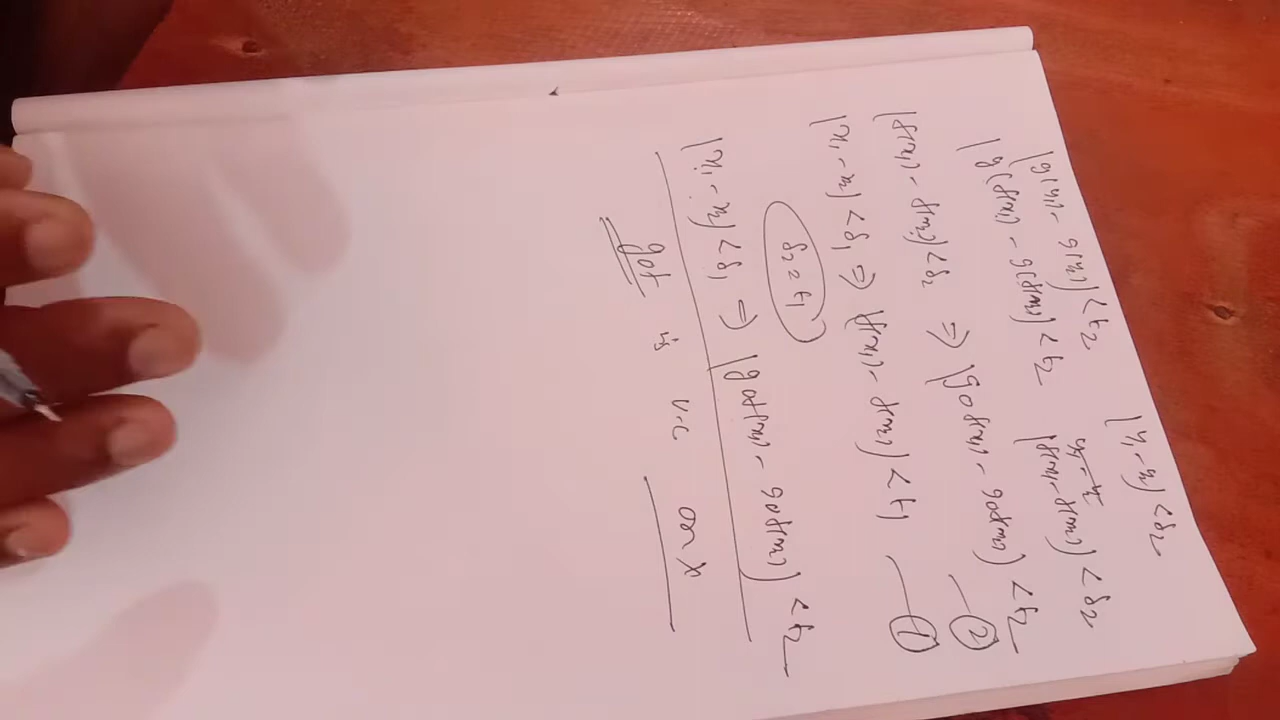 |y₁ - y₂| < δ₂
|g(y₁) - g(y₂)| < ε₂
|f(x₁) - f(x₂)| < δ₂
|g(f(x₁)) - g(f(x₂))| < ε₂
|f(x₁) - f(x₂)| < δ₂ ⇒ |gof(x₁) - gof(x₂)| < ε₂ — ②
|x₁ - x₂| < δ₁ ⇒ |f(x₁) - f(x₂)| < ε₁ — ①
δ₂ = ε₁
|x₁ - x₂| < δ₁ ⇒ |gof(x₁) - gof(x₂)| < ε₂
gof is u.c on X